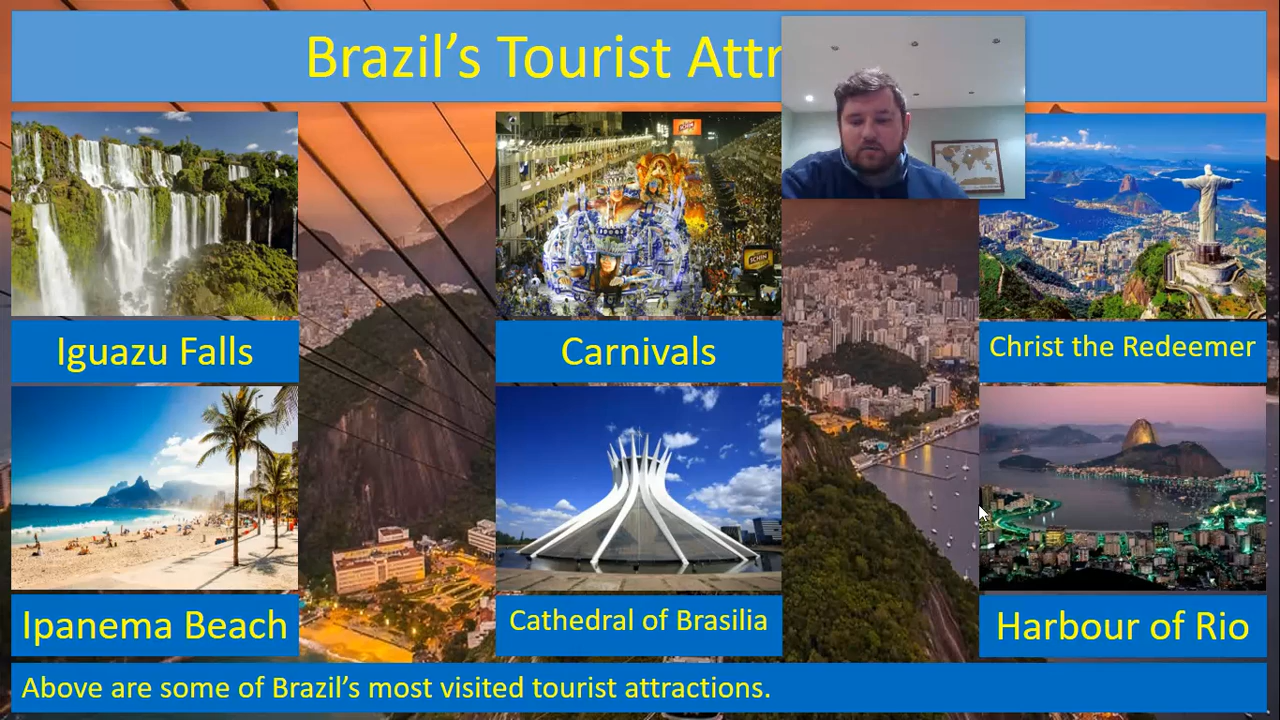 Brazil's Tourist Attr
SCHIN
Iguazu Falls
Carnivals
Christ the Redeemer
Ipanema Beach
Cathedral of Brasilia
Harbour of Rio
Above are some of Brazil's most visited tourist attractions.